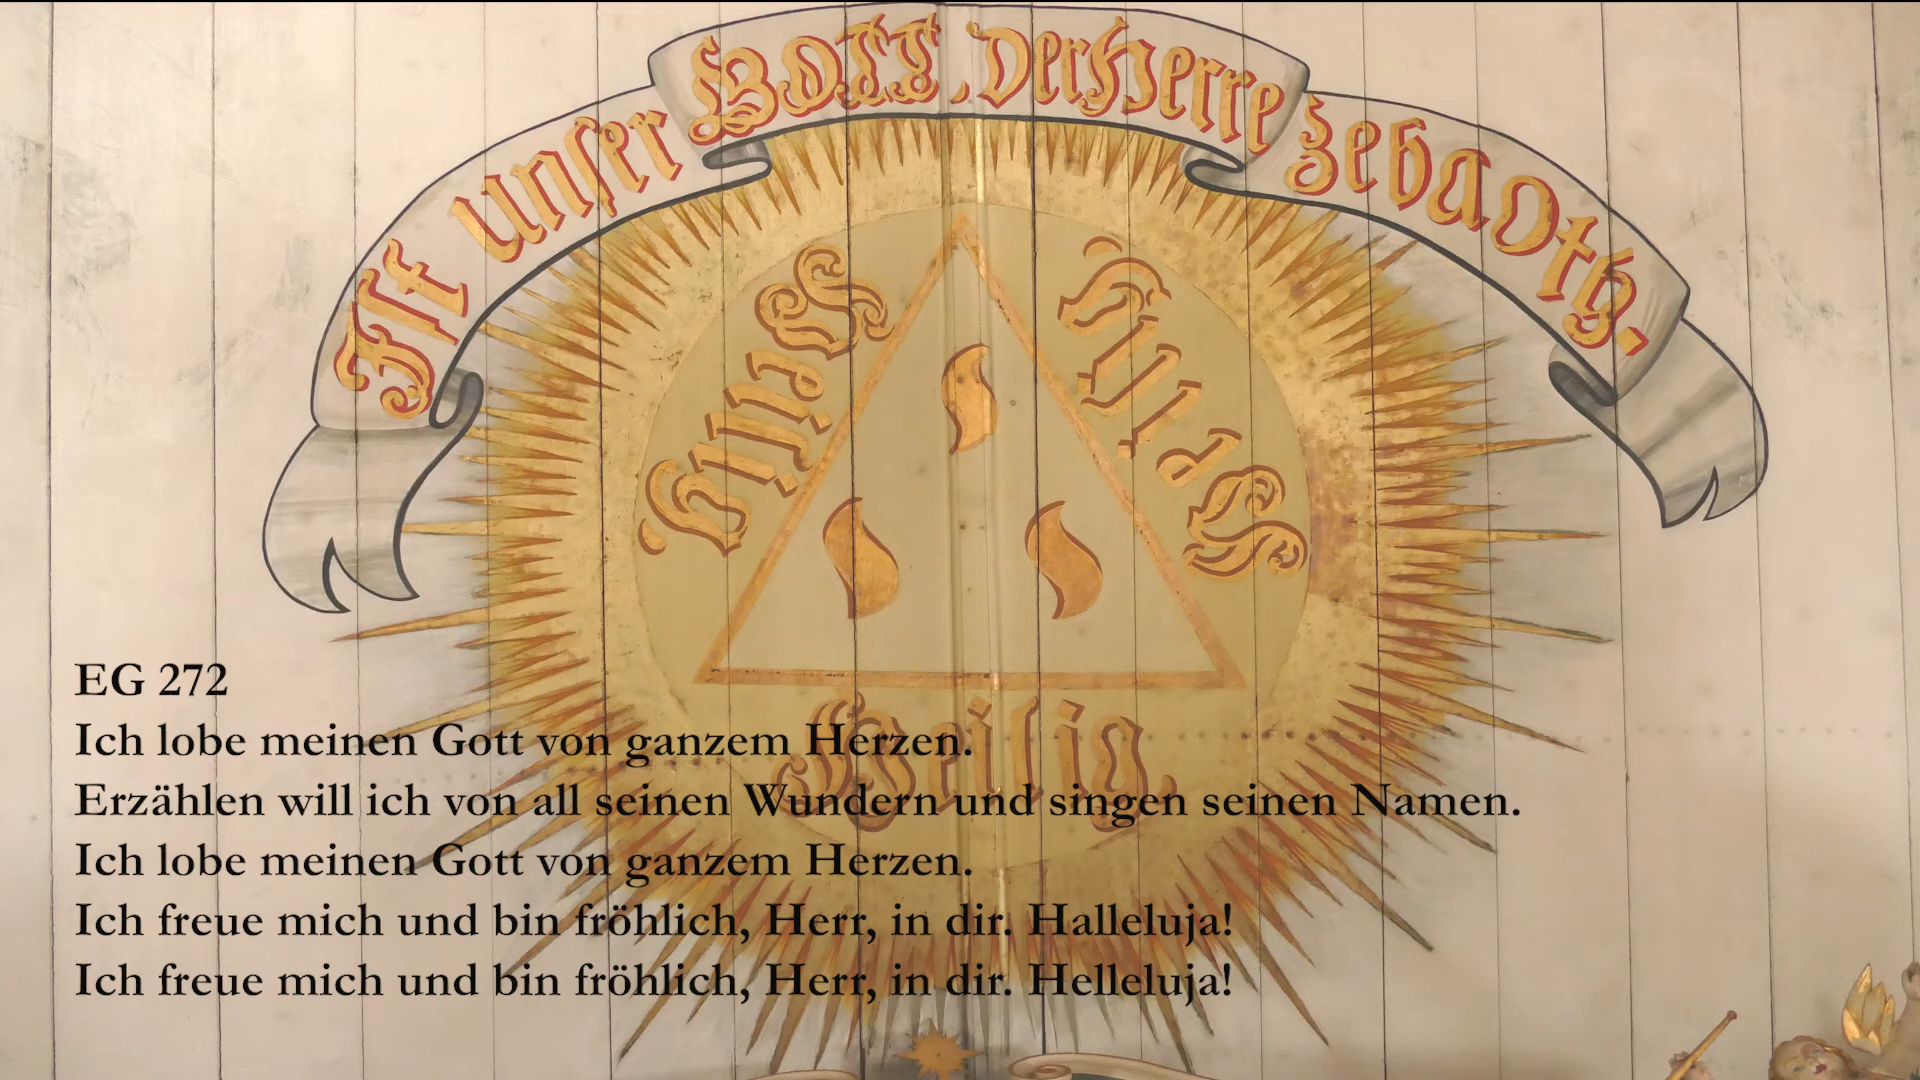 Ist unser GOTT, Der Herre Zebaoth.
Heilig
Heilig
Heilig,
EG 272
Ich lobe meinen Gott von ganzem Herzen.
Erzählen will ich von all seinen Wundern und singen seinen Namen.
Ich lobe meinen Gott von ganzem Herzen.
Ich freue mich und bin fröhlich, Herr, in dir. Halleluja!
Ich freue mich und bin fröhlich, Herr, in dir. Helleluja!